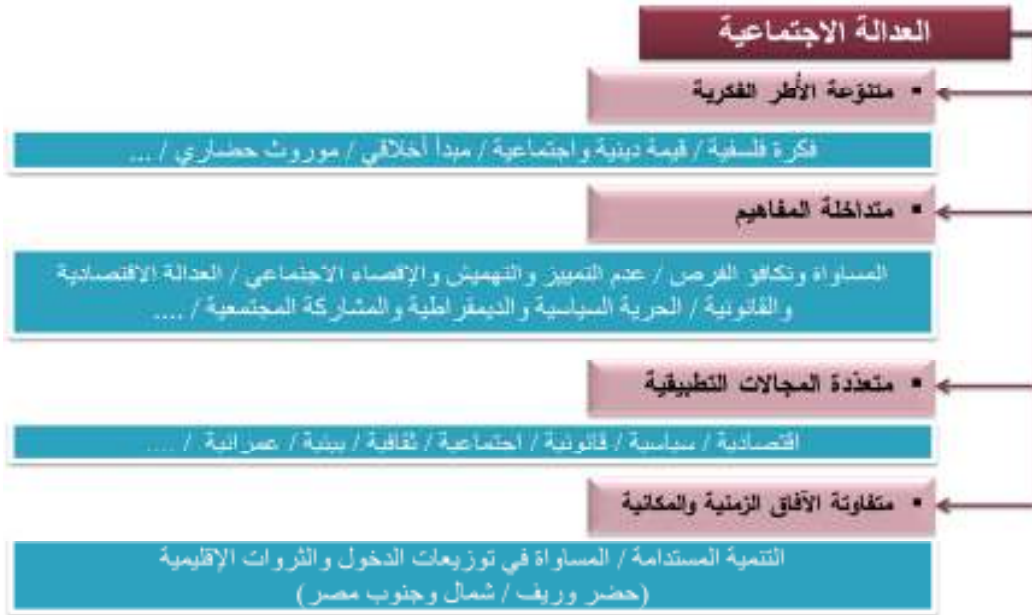 العدالة الاجتماعية
▪ متنوّعة الأطر الفكرية
فكرة فلسفية / قيمة دينية واجتماعية / مبدأ أخلاقي / موروث حضاري / ...
▪ متداخلة المفاهيم
المساواة وتكافؤ الفرص / عدم التمييز والتهميش والإقصاء الاجتماعي / العدالة الاقتصادية
والقانونية / الحرية السياسية والديمقراطية والمشاركة المجتمعية / ....
▪ متعدّدة المجالات التطبيقية
اقتصادية / سياسية / قانونية / اجتماعية / ثقافية / بيئية / عمرانية / ....
▪ متفاوتة الآفاق الزمنية والمكانية
التنمية المستدامة / المساواة في توزيعات الدخول والثروات الإقليمية
(حضر وريف / شمال وجنوب مصر)